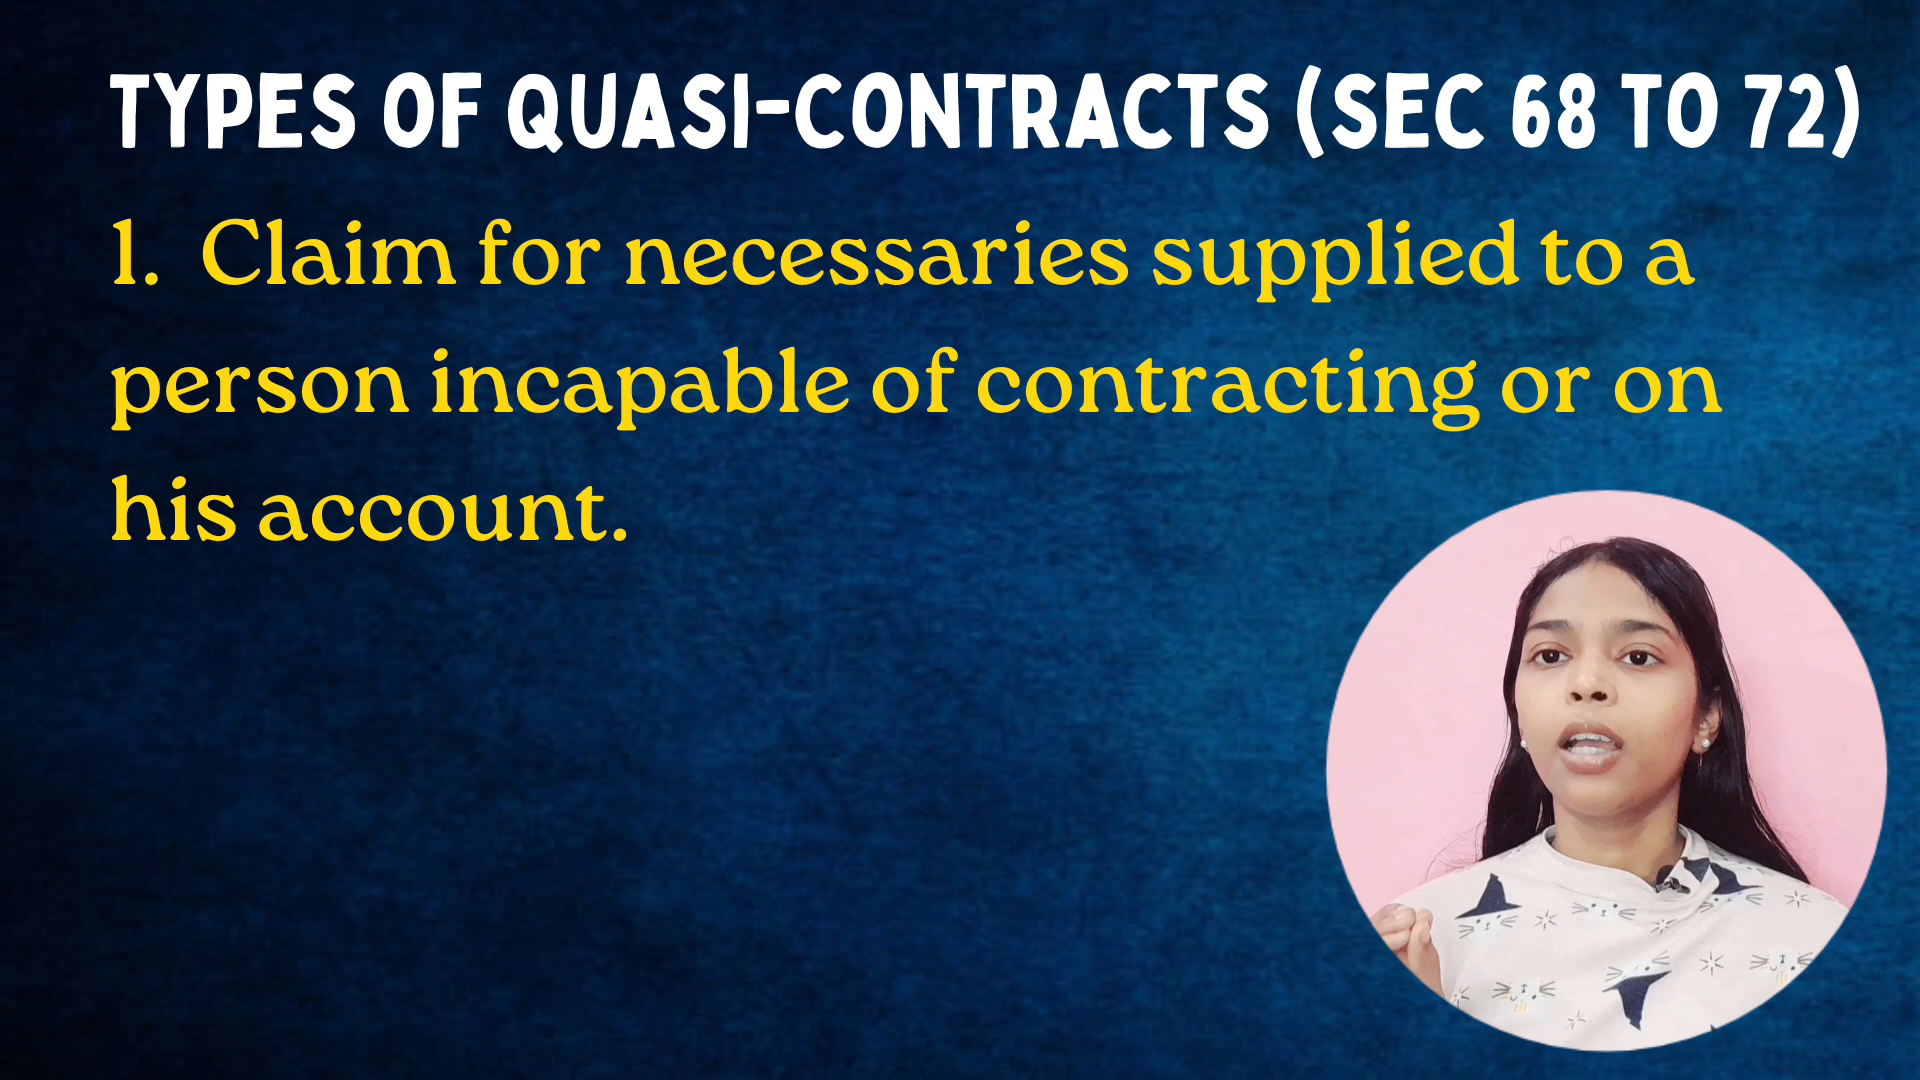 TYPES OF QUASI-CONTRACTS (SEC 68 TO 72)
1. Claim for necessaries supplied to a
person incapable of contracting or on
his account.